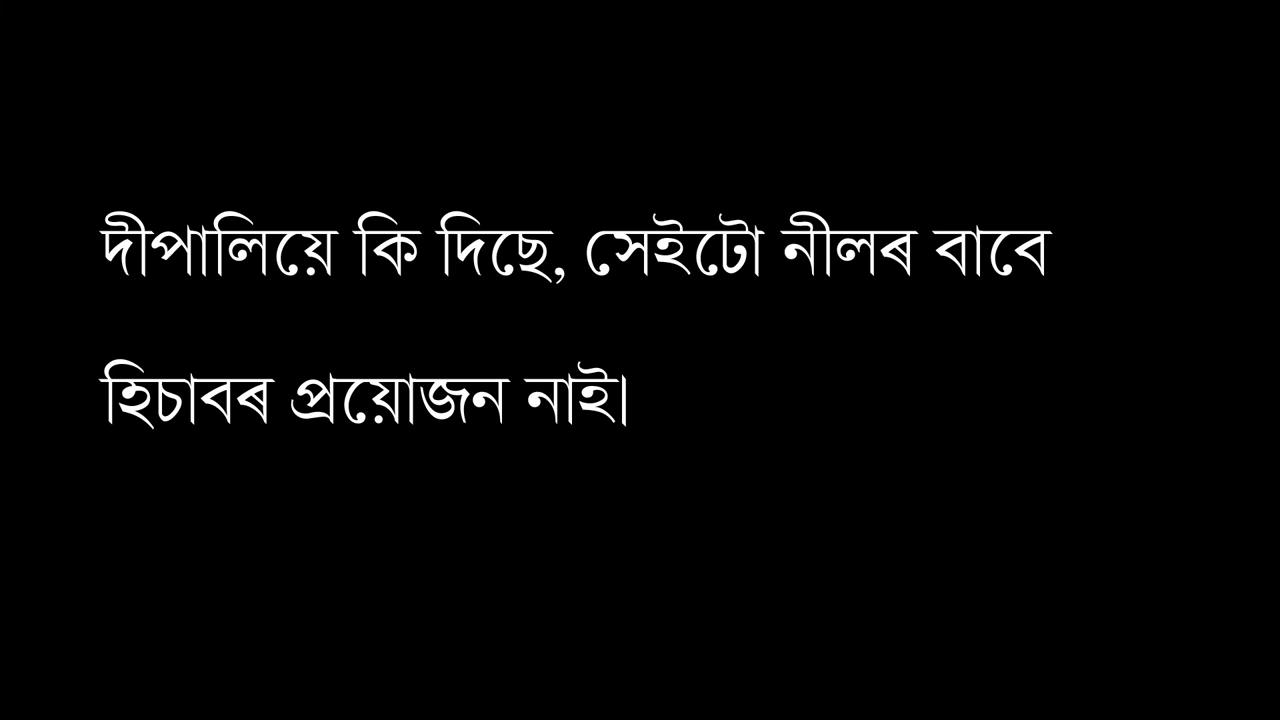 দীপালিয়ে কি দিছে, সেইটো নীলৰ বাবে
হিচাবৰ প্ৰয়োজন নাই।